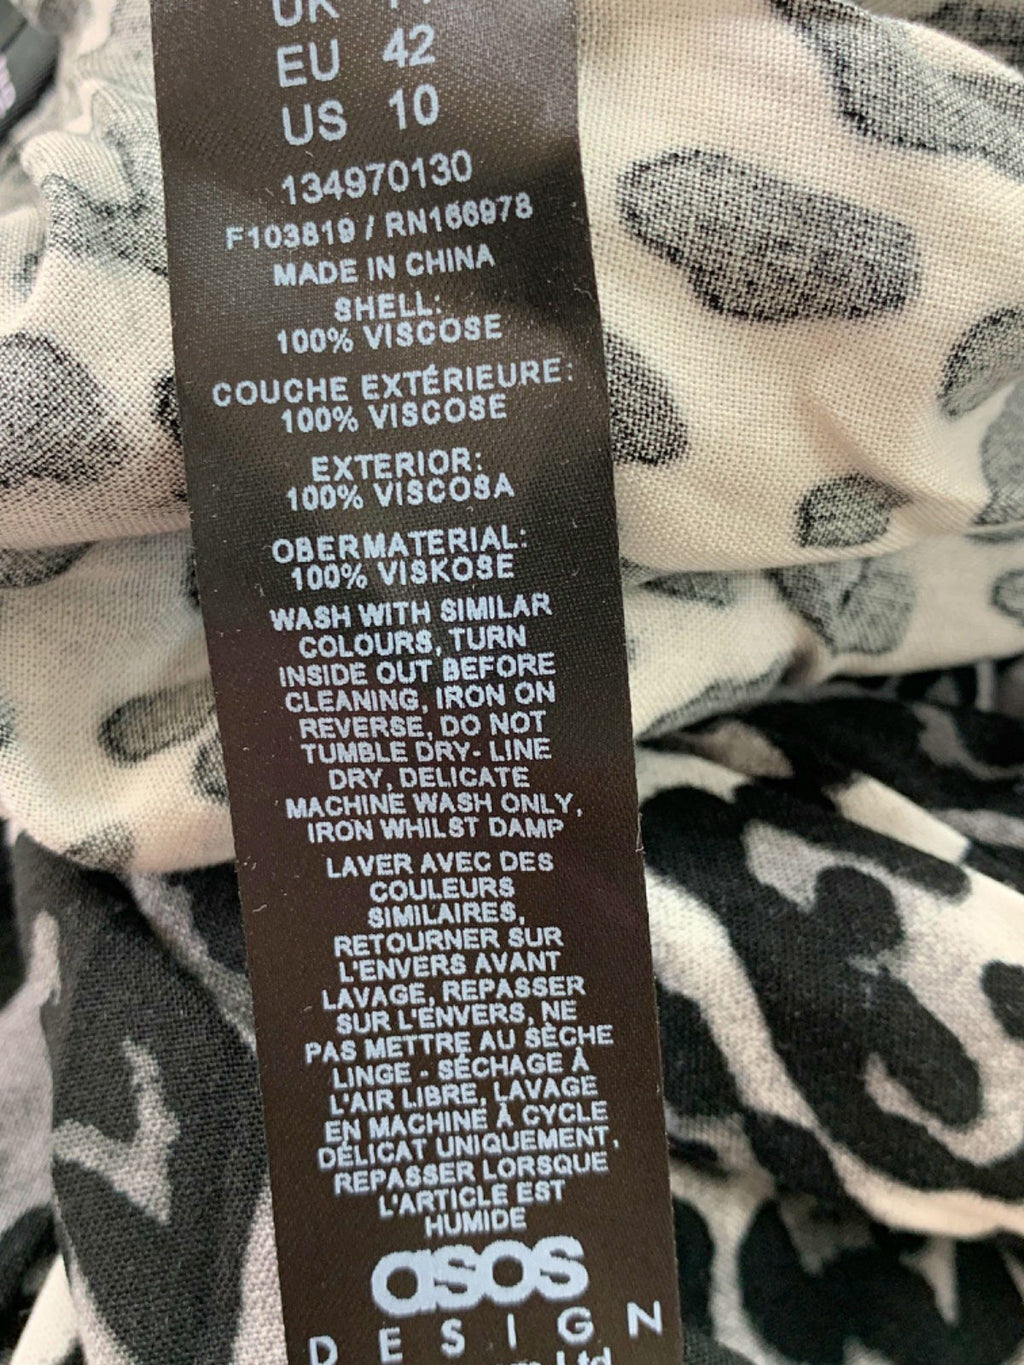 UK
EU 42
US 10
134970130
F103819 / RN166978
MADE IN CHINA
SHELL:
100% VISCOSE
COUCHE EXTÉRIEURE:
100% VISCOSE
EXTERIOR:
100% VISCOSA
OBERMATERIAL:
100% VISKOSE
WASH WITH SIMILAR
COLOURS, TURN
INSIDE OUT BEFORE
CLEANING, IRON ON
REVERSE, DO NOT
TUMBLE DRY- LINE
DRY, DELICATE
MACHINE WASH ONLY,
IRON WHILST DAMP
LAVER AVEC DES
COULEURS
SIMILAIRES,
RETOURNER SUR
L'ENVERS AVANT
LAVAGE, REPASSER
SUR L'ENVERS, NE
PAS METTRE AU SÈCHE
LINGE - SÉCHAGE À
L'AIR LIBRE, LAVAGE
EN MACHINE À CYCLE
DÉLICAT UNIQUEMENT,
REPASSER LORSQUE
L'ARTICLE EST
HUMIDE
asos
DESIGN
Ltd